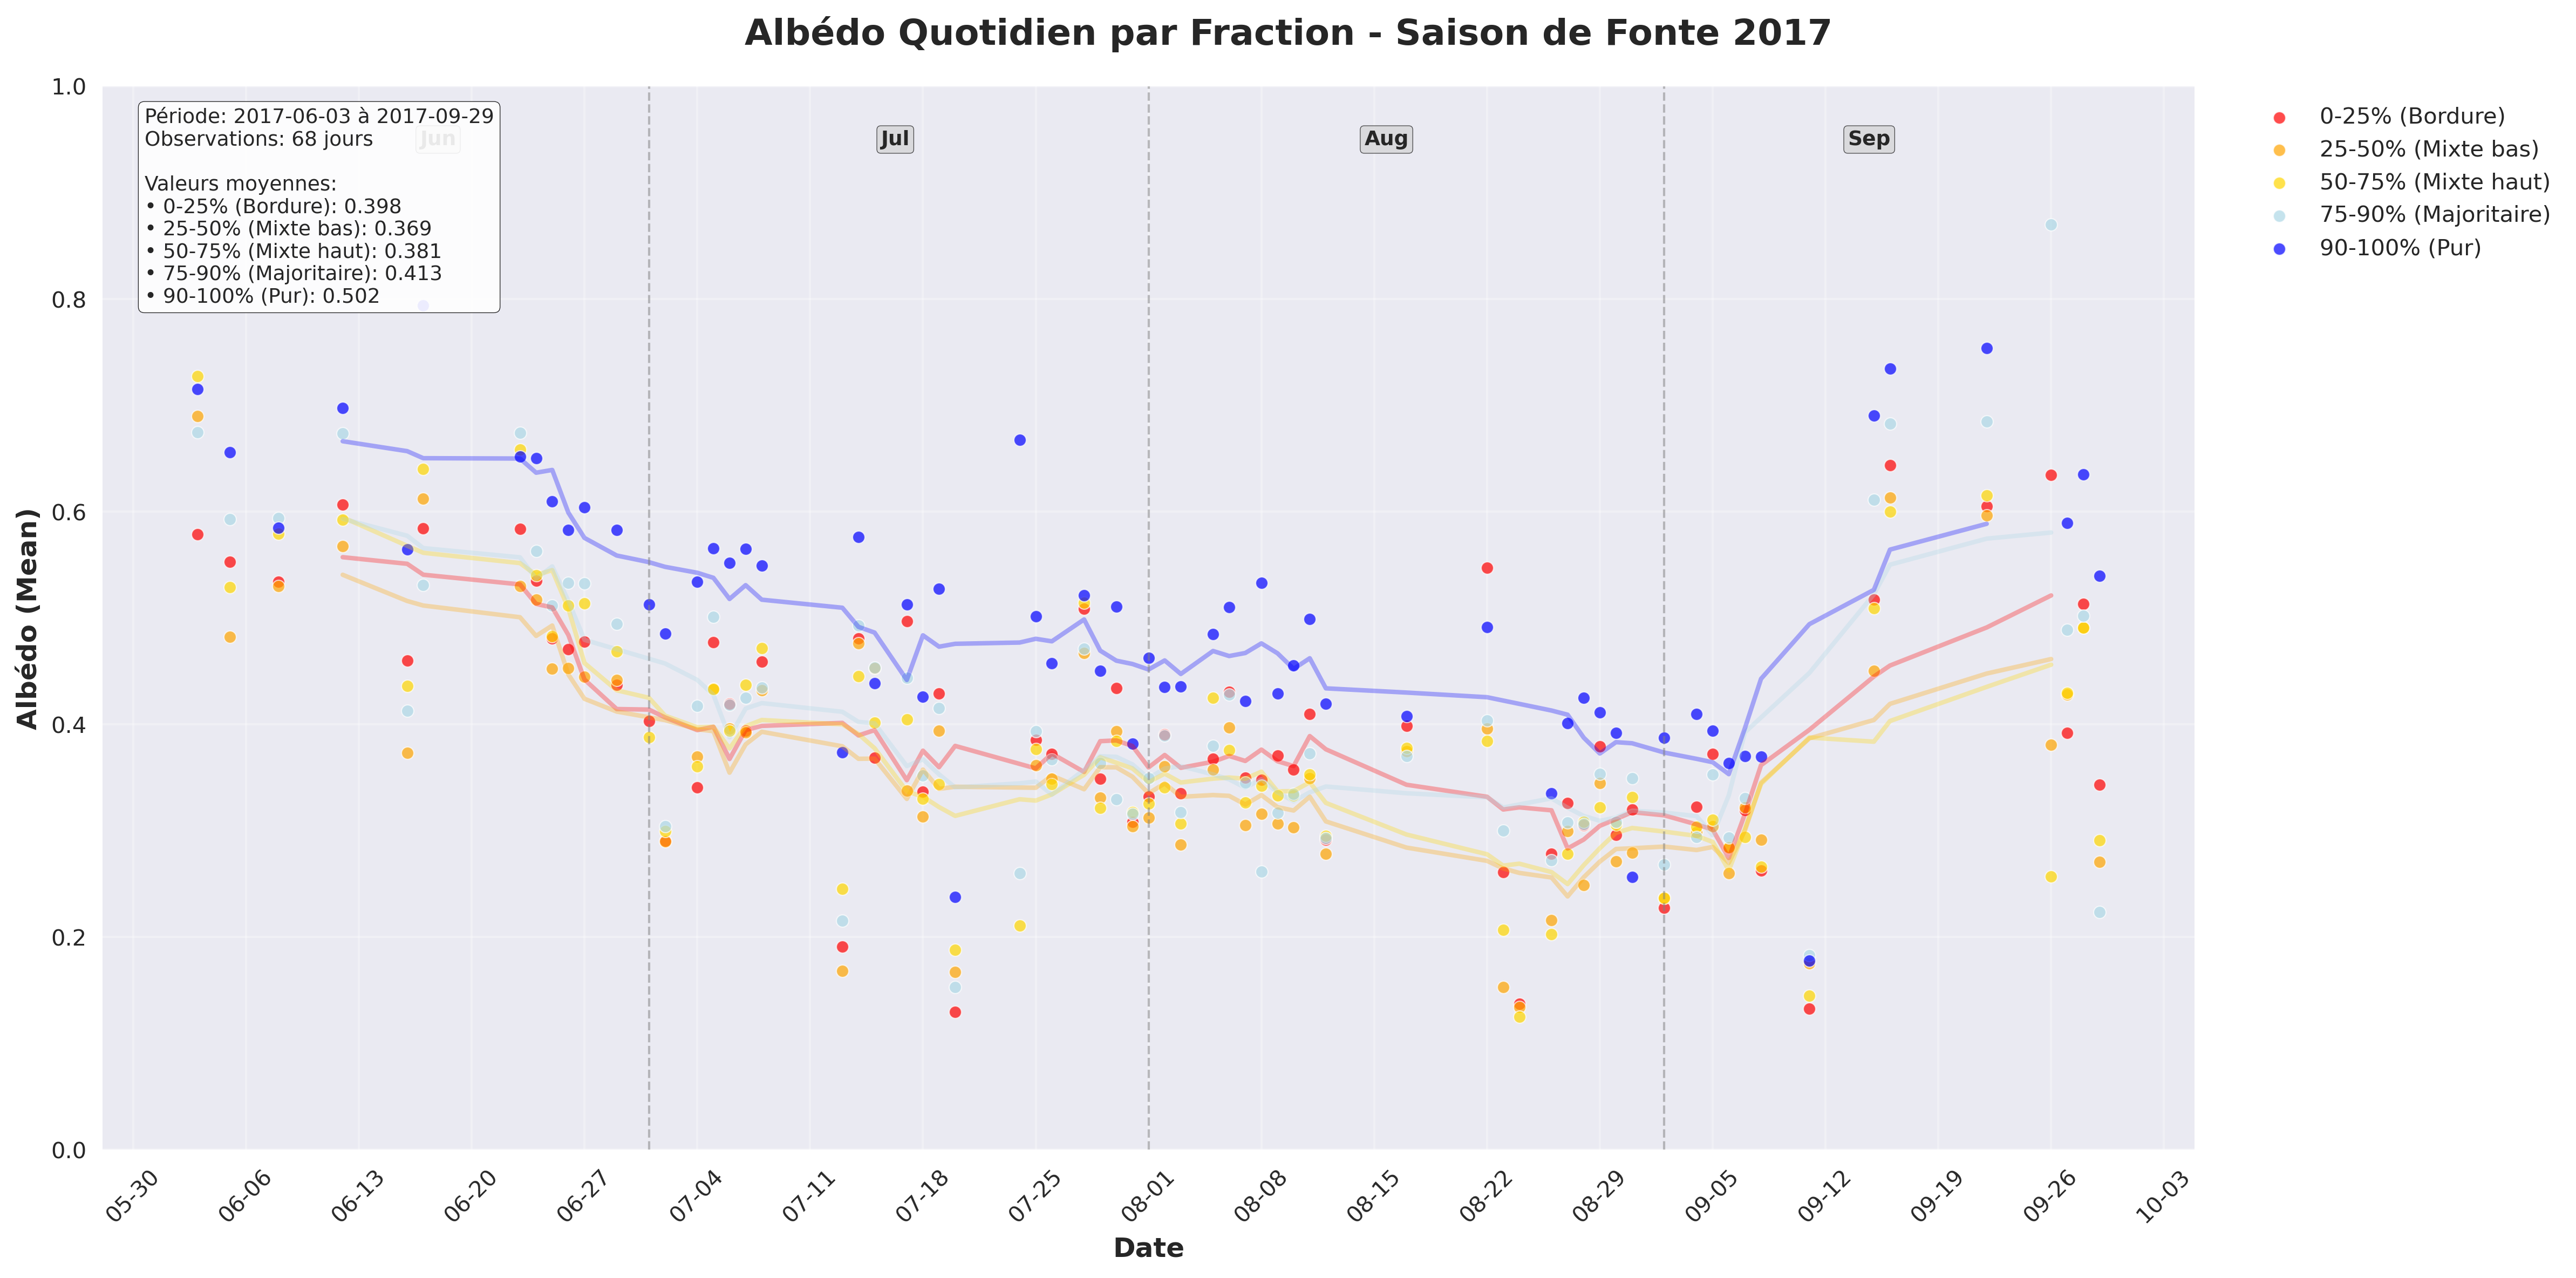 Albédo Quotidien par Fraction - Saison de Fonte 2017
Période: 2017-06-03 à 2017-09-29
Observations: 68 jours
Valeurs moyennes:
• 0-25% (Bordure): 0.398
• 25-50% (Mixte bas): 0.369
• 50-75% (Mixte haut): 0.381
• 75-90% (Majoritaire): 0.413
• 90-100% (Pur): 0.502
Jun
Jul
Aug
Sep
0-25% (Bordure)
25-50% (Mixte bas)
50-75% (Mixte haut)
75-90% (Majoritaire)
90-100% (Pur)
Albédo (Mean)
1.0
0.8
0.6
0.4
0.2
0.0
05-30
06-06
06-13
06-20
06-27
07-04
07-11
07-18
07-25
08-01
08-08
08-15
08-22
08-29
09-05
09-12
09-19
09-26
10-03
Date